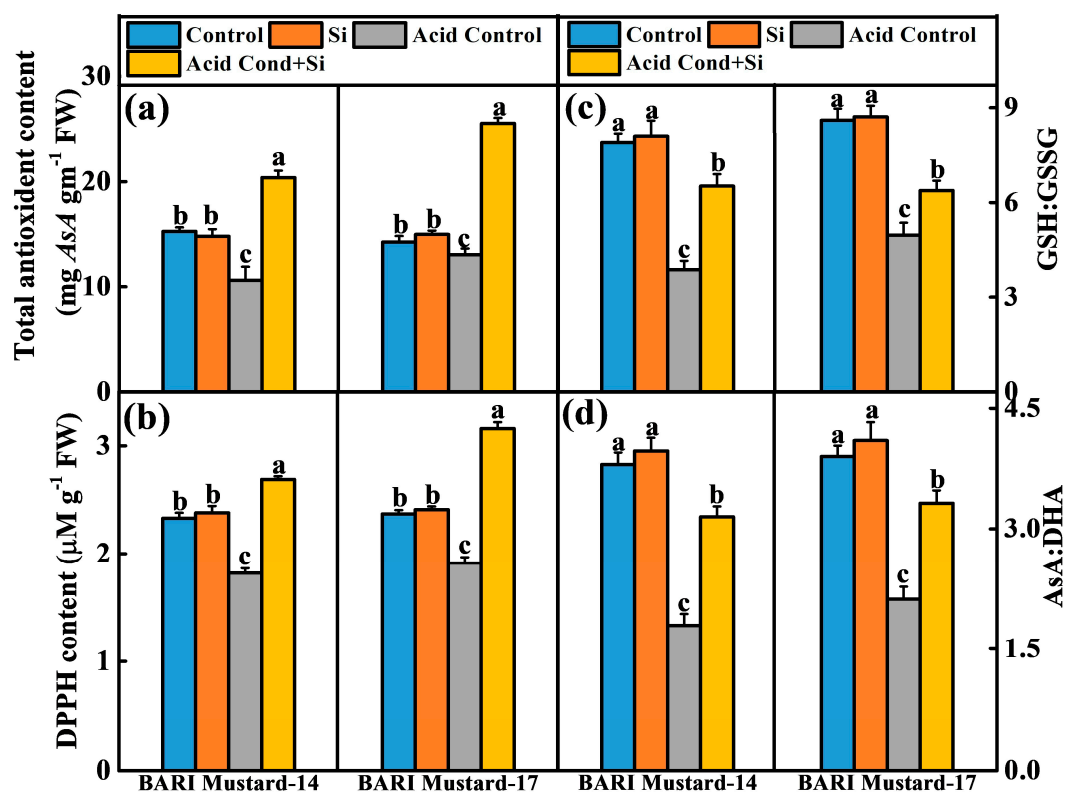 Control Si Acid Control
Acid Cond+Si
Control Si Acid Control
Acid Cond+Si
Total antioxident content
(mg AsA gm⁻¹ FW)
30
20
10
0
(a)
b b c a
b b c a
(c)
a a c b
a a c b
9
6
3
0
GSH:GSSG
DPPH content (μM g⁻¹ FW)
3
2
1
0
(b)
b b c a
b b c a
(d)
a a c b
a a c b
4.5
3.0
1.5
0.0
AsA:DHA
BARI Mustard-14 BARI Mustard-17 BARI Mustard-14 BARI Mustard-17